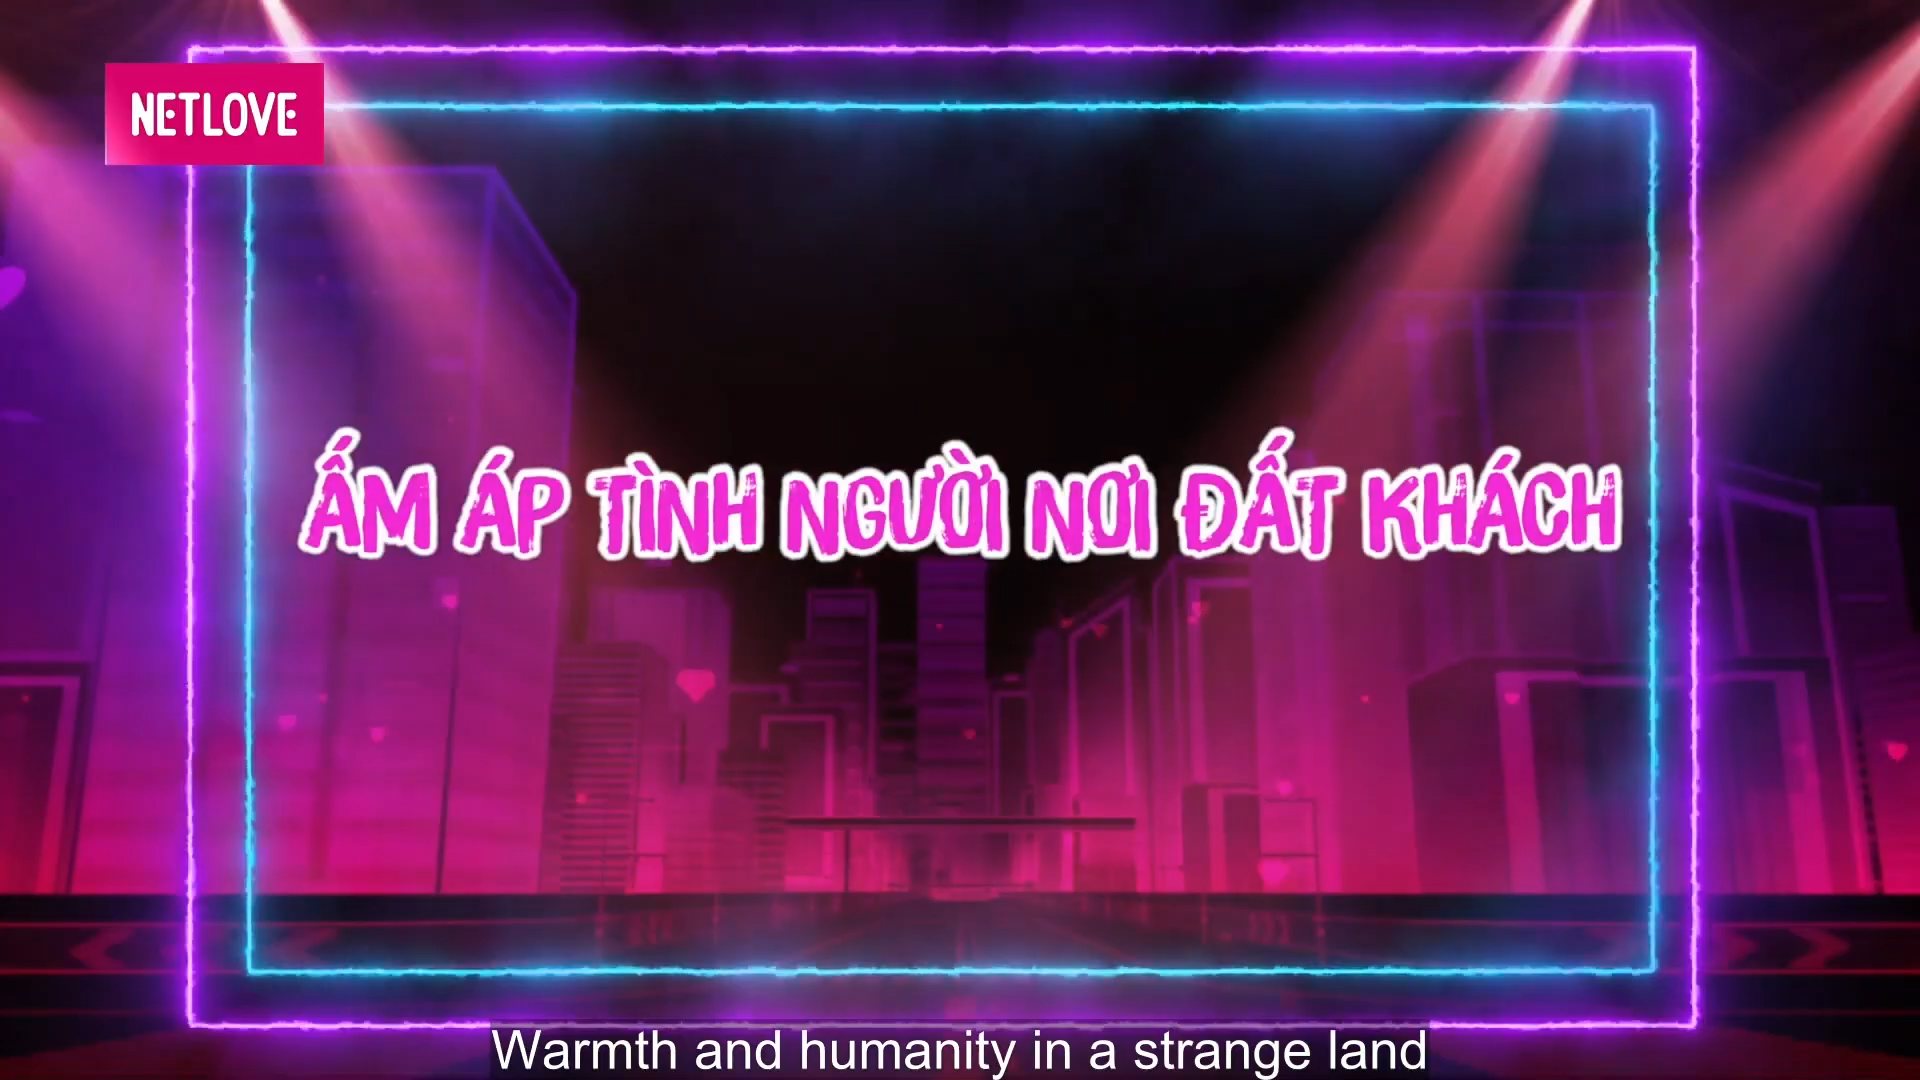 NETLOVE
ẤM ÁP TÌNH NGƯỜI NƠI ĐẤT KHÁCH
Warmth and humanity in a strange land